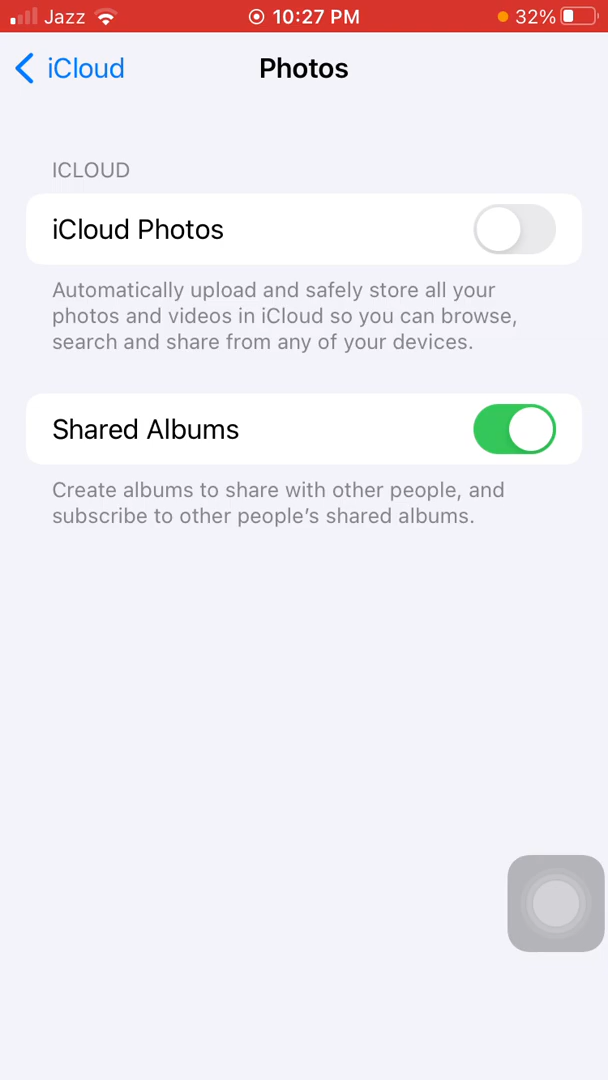 Jazz 10:27 PM 32%
iCloud Photos
ICLOUD
iCloud Photos
Automatically upload and safely store all your
photos and videos in iCloud so you can browse,
search and share from any of your devices.
Shared Albums
Create albums to share with other people, and
subscribe to other people’s shared albums.